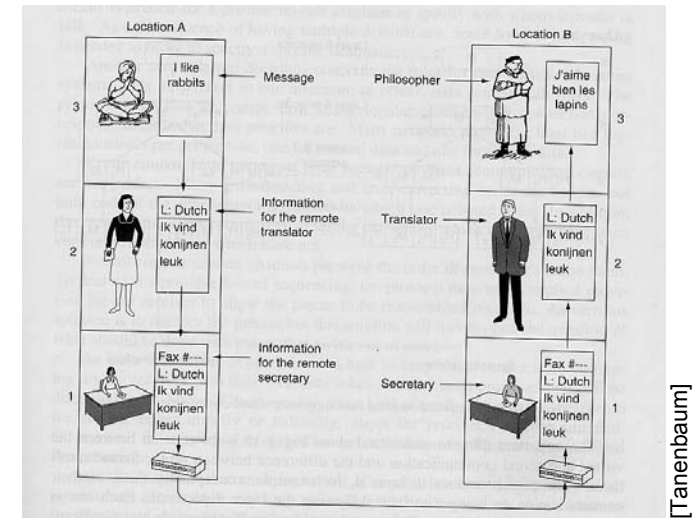 Location A
Location B
I like
rabbits
Message
Philosopher
J'aime
bien les
lapins
3
3
L: Dutch
Ik vind
konijnen
leuk
Information
for the remote
translator
Translator
L: Dutch
Ik vind
konijnen
leuk
2
2
Fax #---
L: Dutch
Ik vind
konijnen
leuk
Information
for the remote
secretary
Secretary
Fax #---
L: Dutch
Ik vind
konijnen
leuk
1
1
[Tanenbaum]